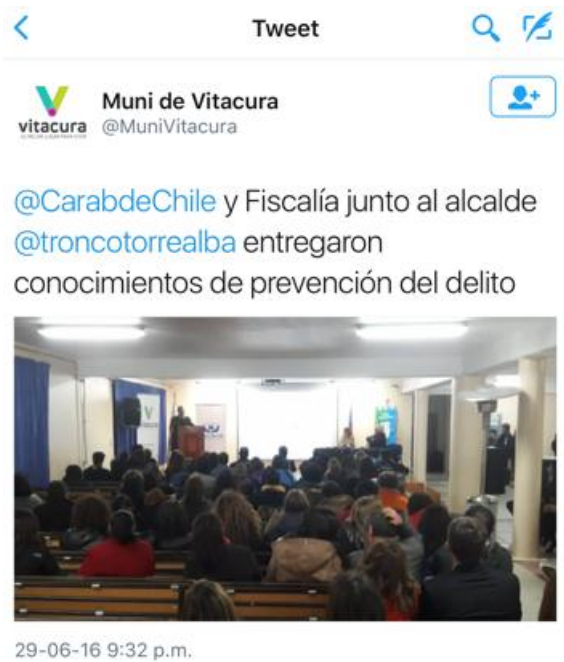 Tweet
vitacura
Muni de Vitacura
@MuniVitacura
@CarabdeChile y Fiscalía junto al alcalde
@troncotorrealba entregaron
conocimientos de prevención del delito
29-06-16 9:32 p.m.